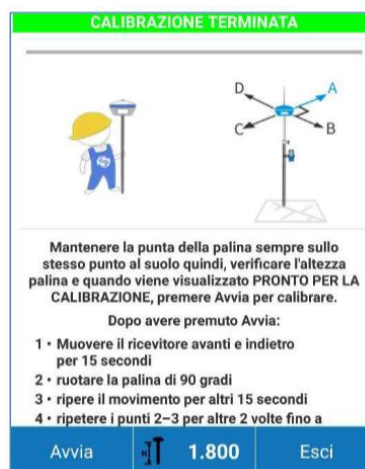 CALIBRAZIONE TERMINATA
D
A
C
B
Mantenere la punta della palina sempre sullo
stesso punto al suolo quindi, verificare l'altezza
palina e quando viene visualizzato PRONTO PER LA
CALIBRAZIONE, premere Avvia per calibrare.
Dopo avere premuto Avvia:
1 • Muovere il ricevitore avanti e indietro
per 15 secondi
2 • ruotare la palina di 90 gradi
3 • ripere il movimento per altri 15 secondi
4 • ripetere i punti 2–3 per altre 2 volte fino a
Avvia
1.800
Esci